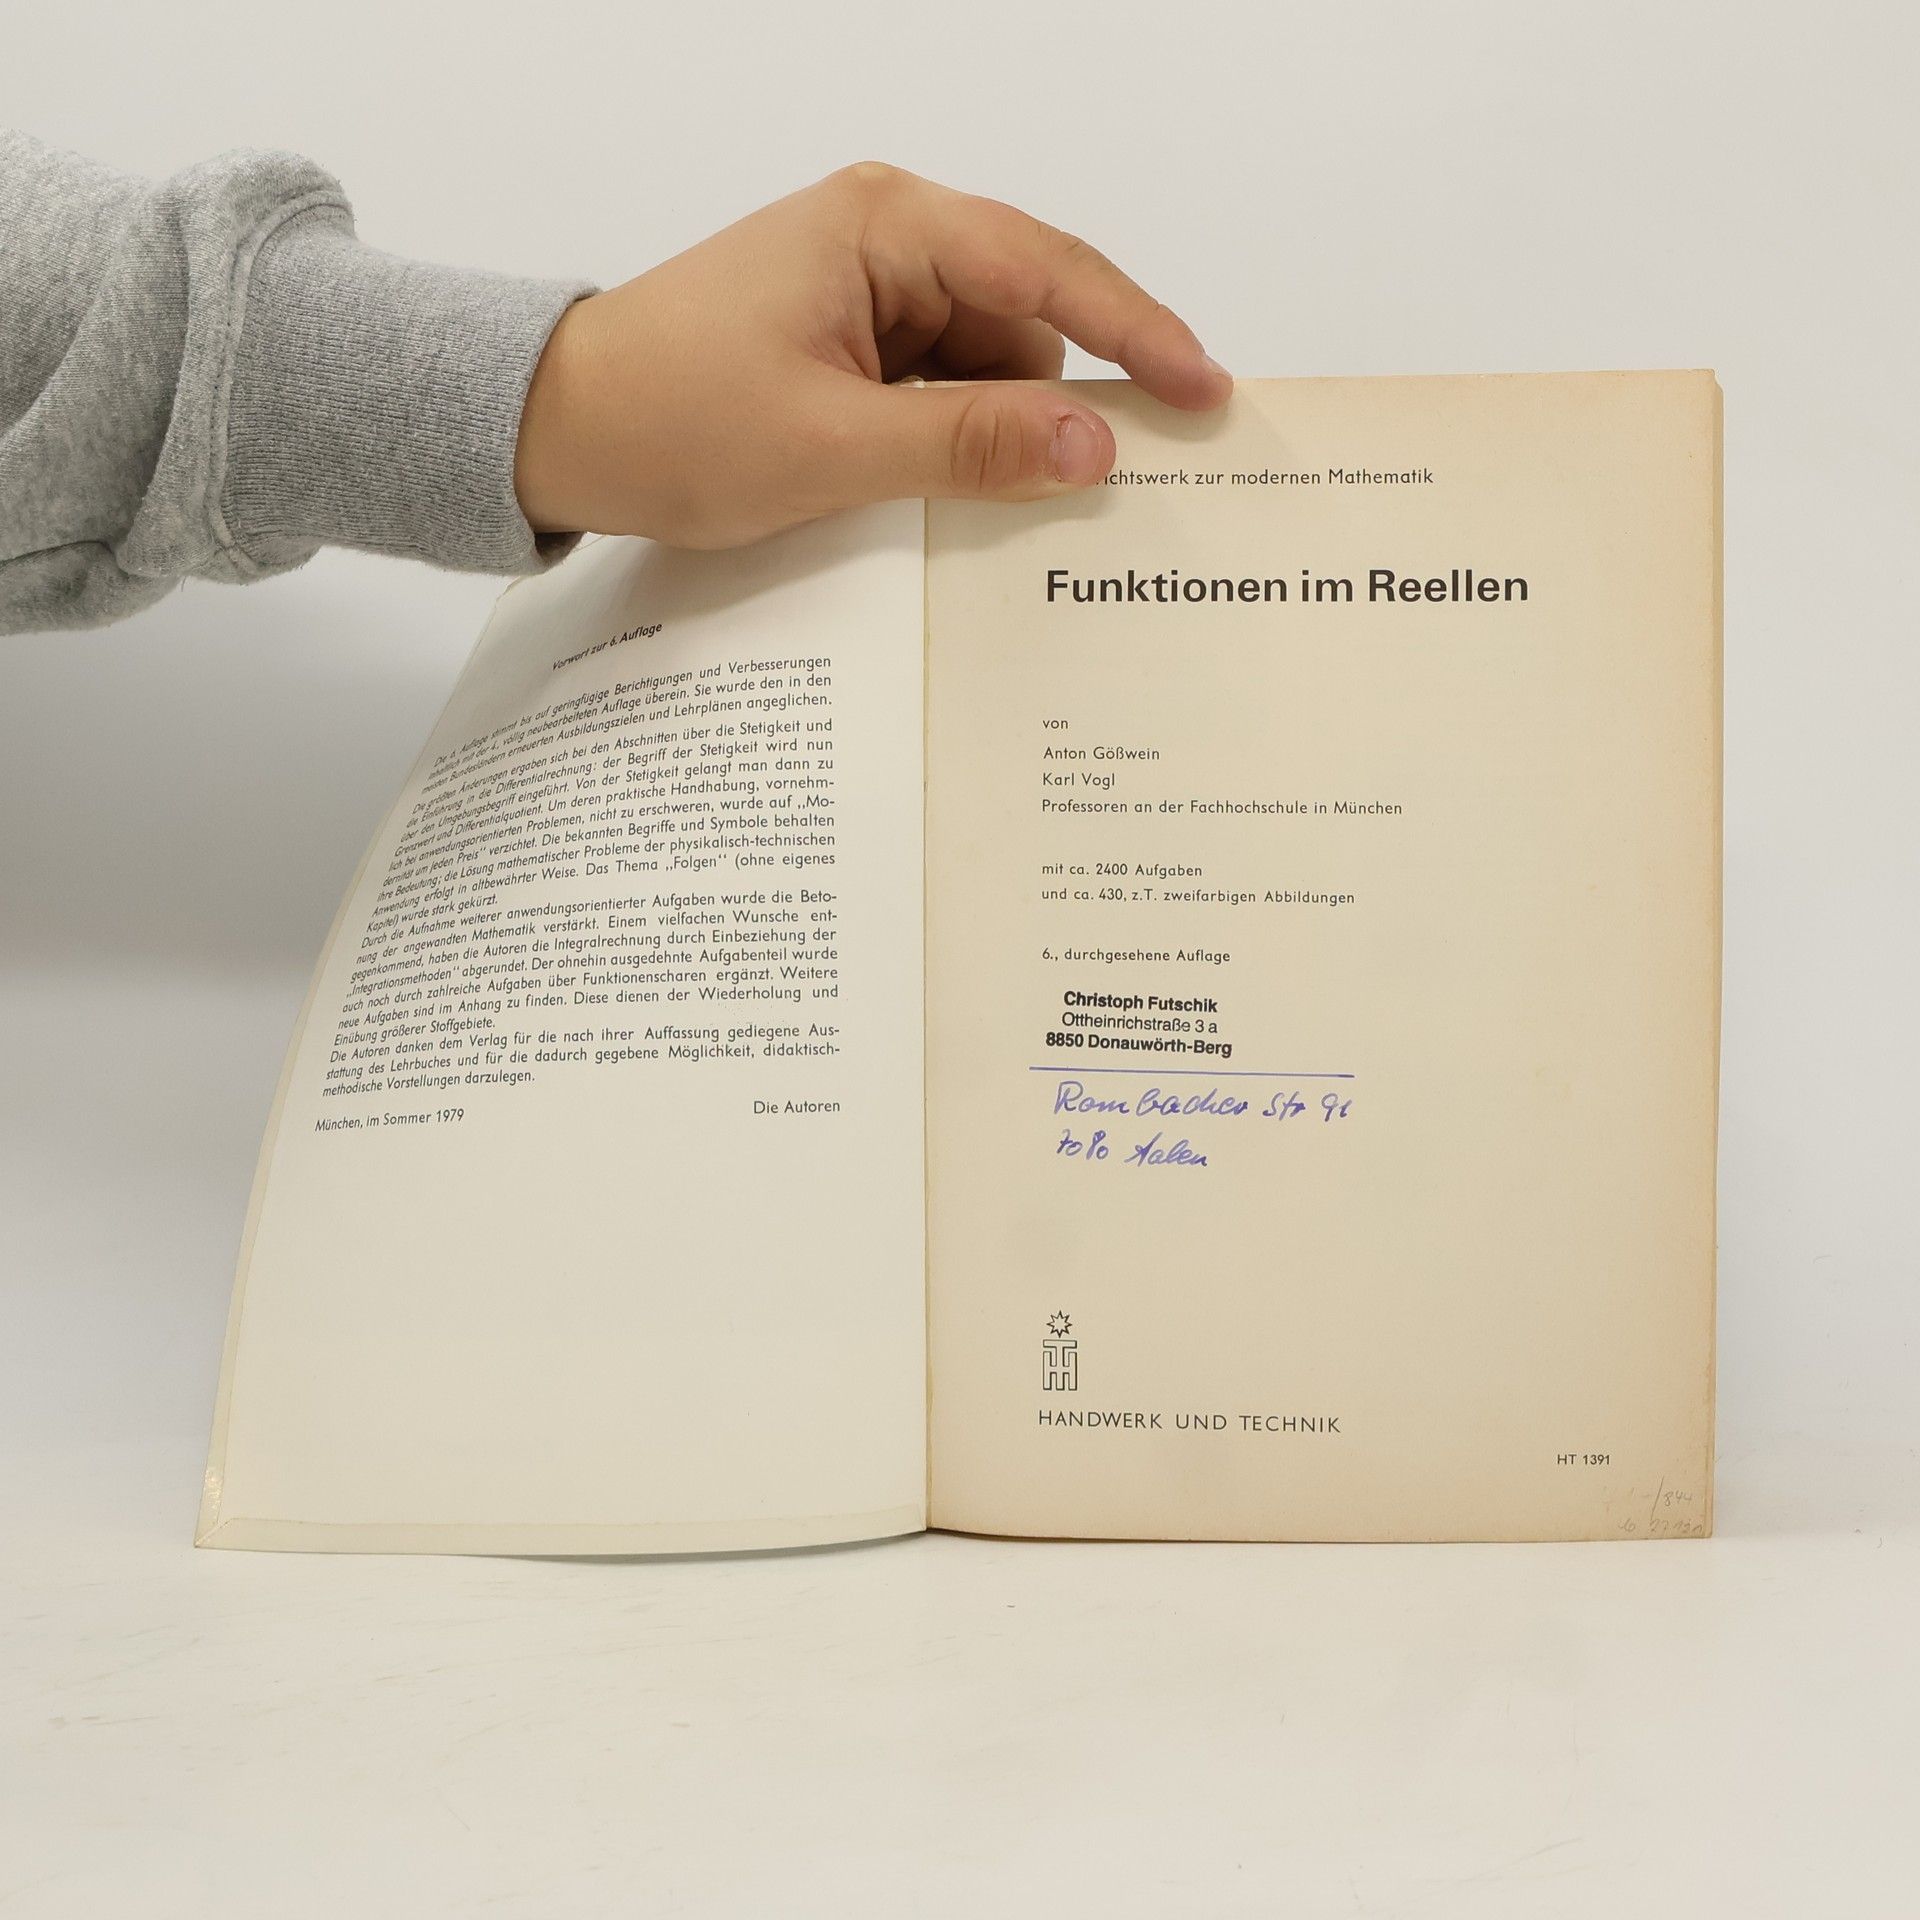 Vorwort zur 6. Auflage
Die 6. Auflage stimmt bis auf geringfügige Berichtigungen und Verbesserungen
inhaltlich mit der 4., völlig neubearbeiteten Auflage überein. Sie wurde den in den
meisten Bundesländern erneuerten Ausbildungszielen und Lehrplänen angeglichen.
Die größten Änderungen ergaben sich bei den Abschnitten über die Stetigkeit und
die Einführung in die Differentialrechnung: der Begriff der Stetigkeit wird nun
über den Umgebungsbegriff eingeführt. Von der Stetigkeit gelangt man dann zu
Grenzwert und Differentialquotient. Um deren praktische Handhabung, vornehm-
lich bei anwendungsorientierten Problemen, nicht zu erschweren, wurde auf „Mo-
dernität um jeden Preis“ verzichtet. Die bekannten Begriffe und Symbole behalten
ihre Bedeutung; die Lösung mathematischer Probleme der physikalisch-technischen
Anwendung erfolgt in altbewährter Weise. Das Thema „Folgen“ (ohne eigenes
Kapitel) wurde stark gekürzt.
Durch die Aufnahme weiterer anwendungsorientierter Aufgaben wurde die Beto-
nung der angewandten Mathematik verstärkt. Einem vielfachen Wunsche ent-
gegenkommend, haben die Autoren die Integralrechnung durch Einbeziehung der
„Integrationsmethoden“ abgerundet. Der ohnehin ausgedehnte Aufgabenteil wurde
auch noch durch zahlreiche Aufgaben über Funktionenscharen ergänzt. Weitere
neue Aufgaben sind im Anhang zu finden. Diese dienen der Wiederholung und
Einübung größerer Stoffgebiete.
Die Autoren danken dem Verlag für die nach ihrer Auffassung gediegene Aus-
stattung des Lehrbuches und für die dadurch gegebene Möglichkeit, didaktisch-
methodische Vorstellungen darzulegen.
München, im Sommer 1979 Die Autoren
zur modernen Mathematik
Funktionen im Reellen
von
Anton Gößwein
Karl Vogl
Professoren an der Fachhochschule in München
mit ca. 2400 Aufgaben
und ca. 430, z.T. zweifarbigen Abbildungen
6., durchgesehene Auflage
Christoph Futschik
Ottheinrichstraße 3 a
8850 Donauwörth-Berg
Rombacher Str 91
7080 Aalen
HANDWERK UND TECHNIK
HT 1391